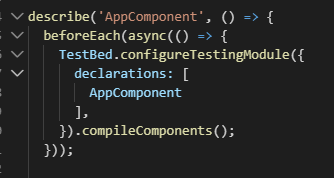 describe('AppComponent', () => {
beforeEach(async(() => {
TestBed.configureTestingModule({
declarations: [
AppComponent
],
}).compileComponents();
}));